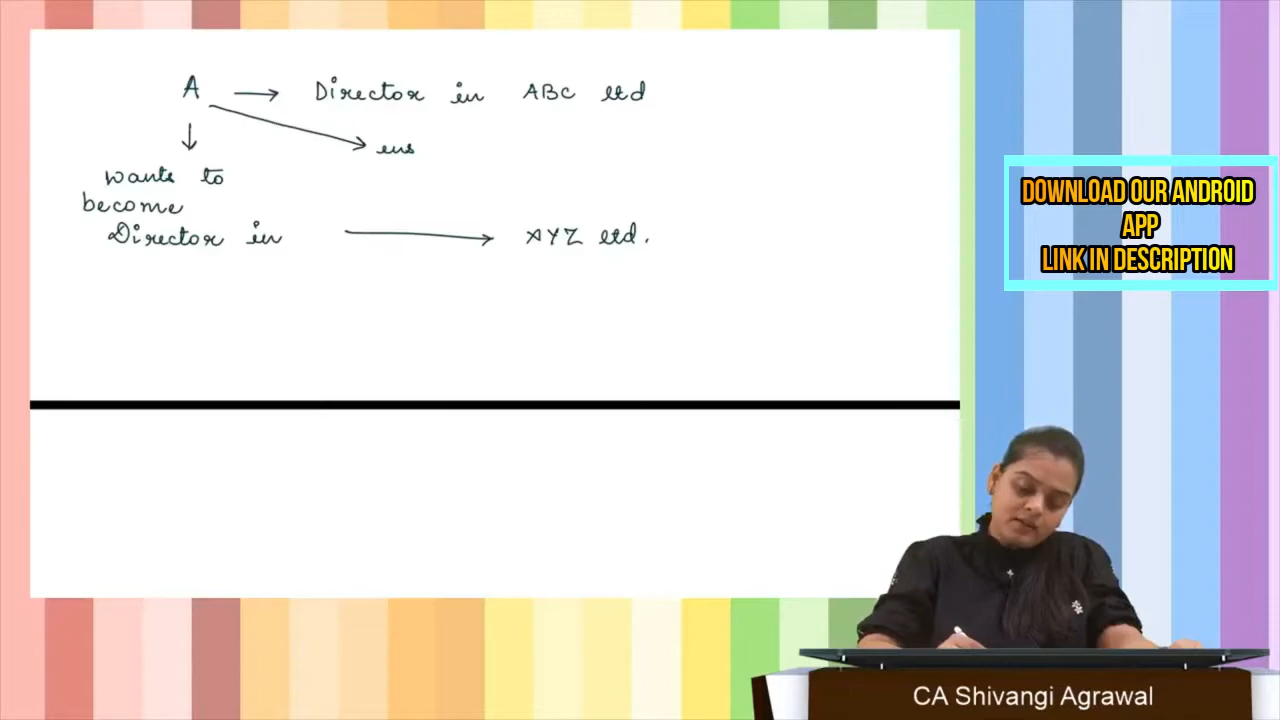 A → Director in ABC ltd
↓ → ens
wants to
become
Director in → XYZ ltd.
DOWNLOAD OUR ANDROID
APP
LINK IN DESCRIPTION
CA Shivangi Agrawal